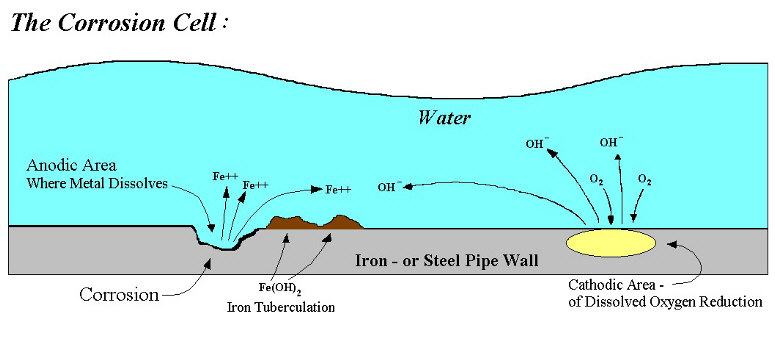 The Corrosion Cell :
Water
OH⁻
OH⁻
Anodic Area
Where Metal Dissolves
Fe++
Fe++
Fe++
OH⁻
O₂
O₂
Iron - or Steel Pipe Wall
Corrosion
Fe(OH)₂
Iron Tuberculation
Cathodic Area -
of Dissolved Oxygen Reduction